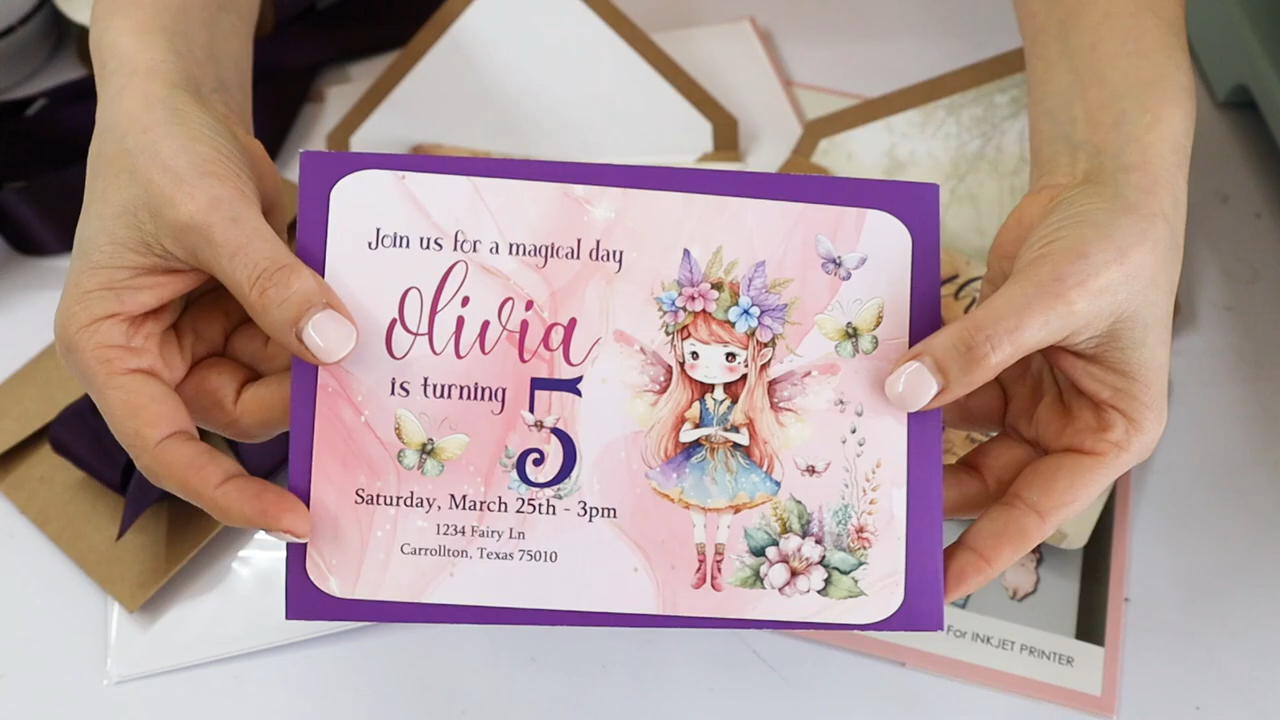 Join us for a magical day
Olivia
is turning 5
Saturday, March 25th - 3pm
1234 Fairy Ln
Carrollton, Texas 75010
For INKJET PRINTER